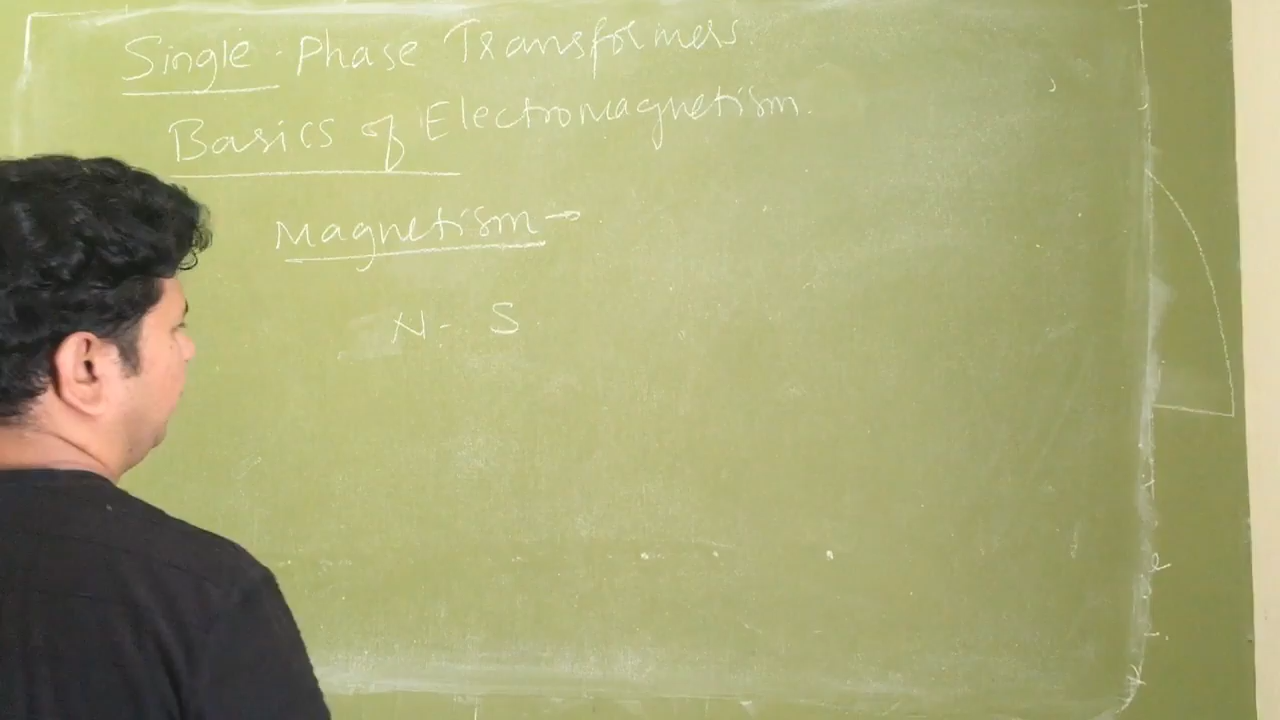 Single-Phase Transformers.
Basics of Electromagnetism.
Magnetism →
N - S